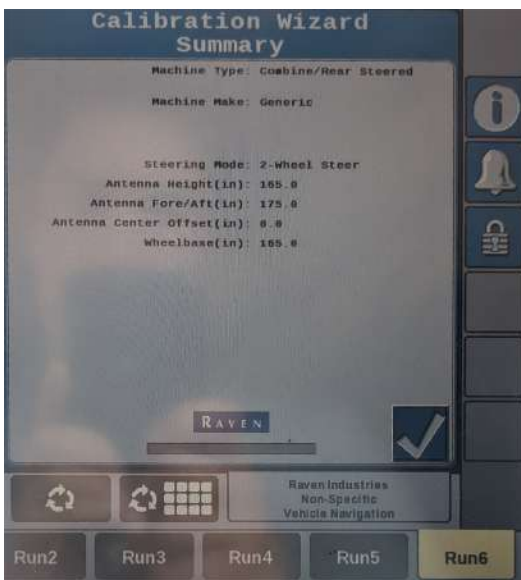 Calibration Wizard
Summary
Machine Type: Combine/Rear Steered
Machine Make: Generic
Steering Mode: 2-Wheel Steer
Antenna Height(in): 165.0
Antenna Fore/Aft(in): 175.0
Antenna Center Offset(in): 0.0
Wheelbase(in): 165.0
RAVEN
Raven Industries
Non-Specific
Vehicle Navigation
Run2
Run3
Run4
Run5
Run6